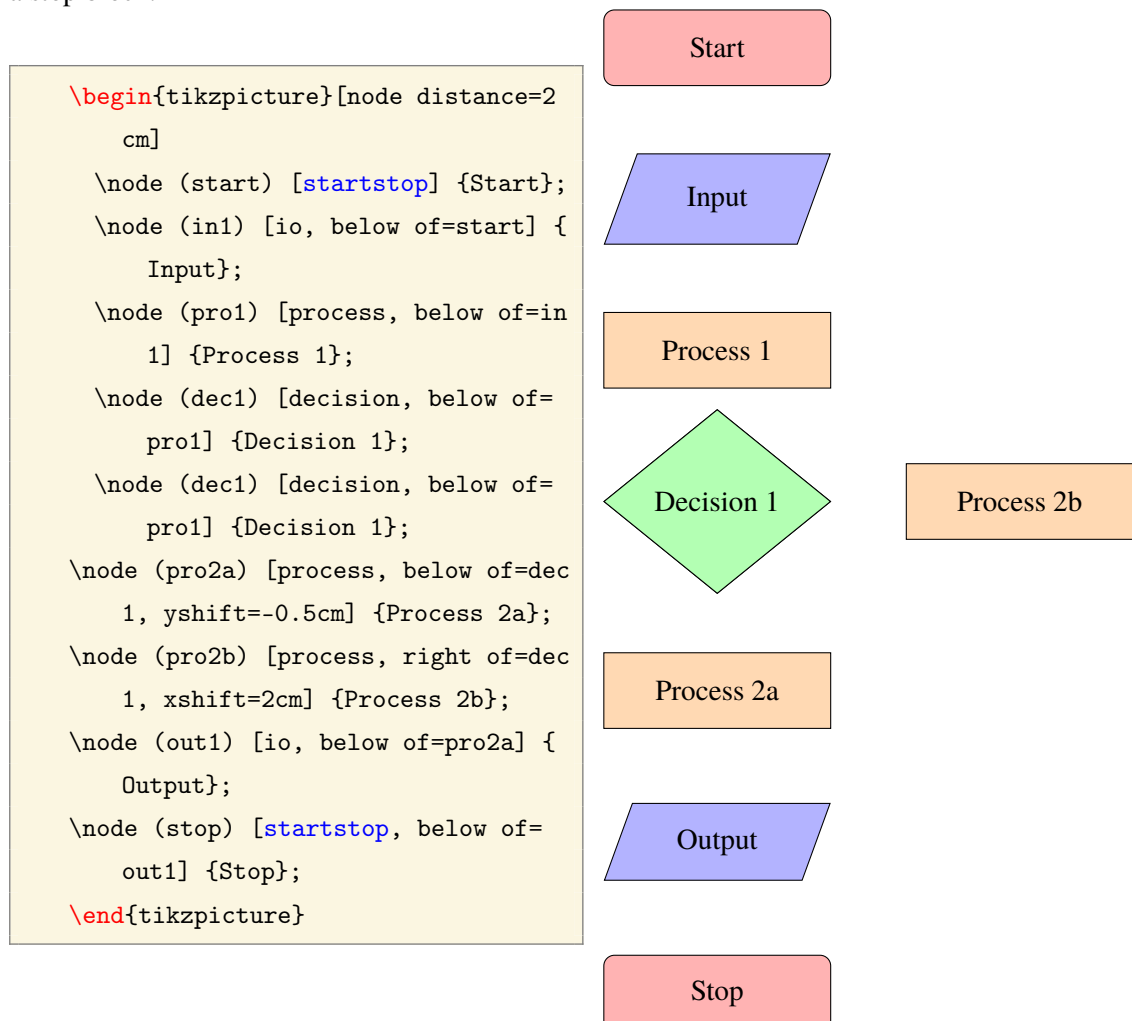 \begin{tikzpicture}[node distance=2
cm]
\node (start) [startstop] {Start};
\node (in1) [io, below of=start] {
Input};
\node (pro1) [process, below of=in
1] {Process 1};
\node (dec1) [decision, below of=
pro1] {Decision 1};
\node (dec1) [decision, below of=
pro1] {Decision 1};
\node (pro2a) [process, below of=dec
1, yshift=-0.5cm] {Process 2a};
\node (pro2b) [process, right of=dec
1, xshift=2cm] {Process 2b};
\node (out1) [io, below of=pro2a] {
Output};
\node (stop) [startstop, below of=
out1] {Stop};
\end{tikzpicture}
Start
Input
Process 1
Decision 1
Process 2b
Process 2a
Output
Stop